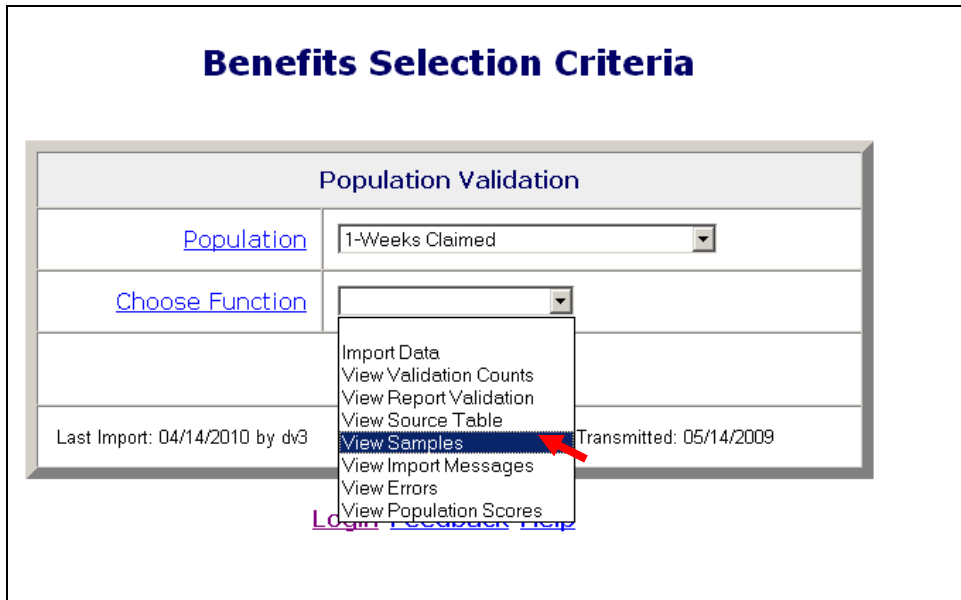 Benefits Selection Criteria
Population Validation
Population 1-Weeks Claimed
Choose Function
Import Data
View Validation Counts
View Report Validation
View Source Table
Last Import: 04/14/2010 by dv3 View Samples Transmitted: 05/14/2009
View Import Messages
View Errors
View Population Scores
Login Feedback Help